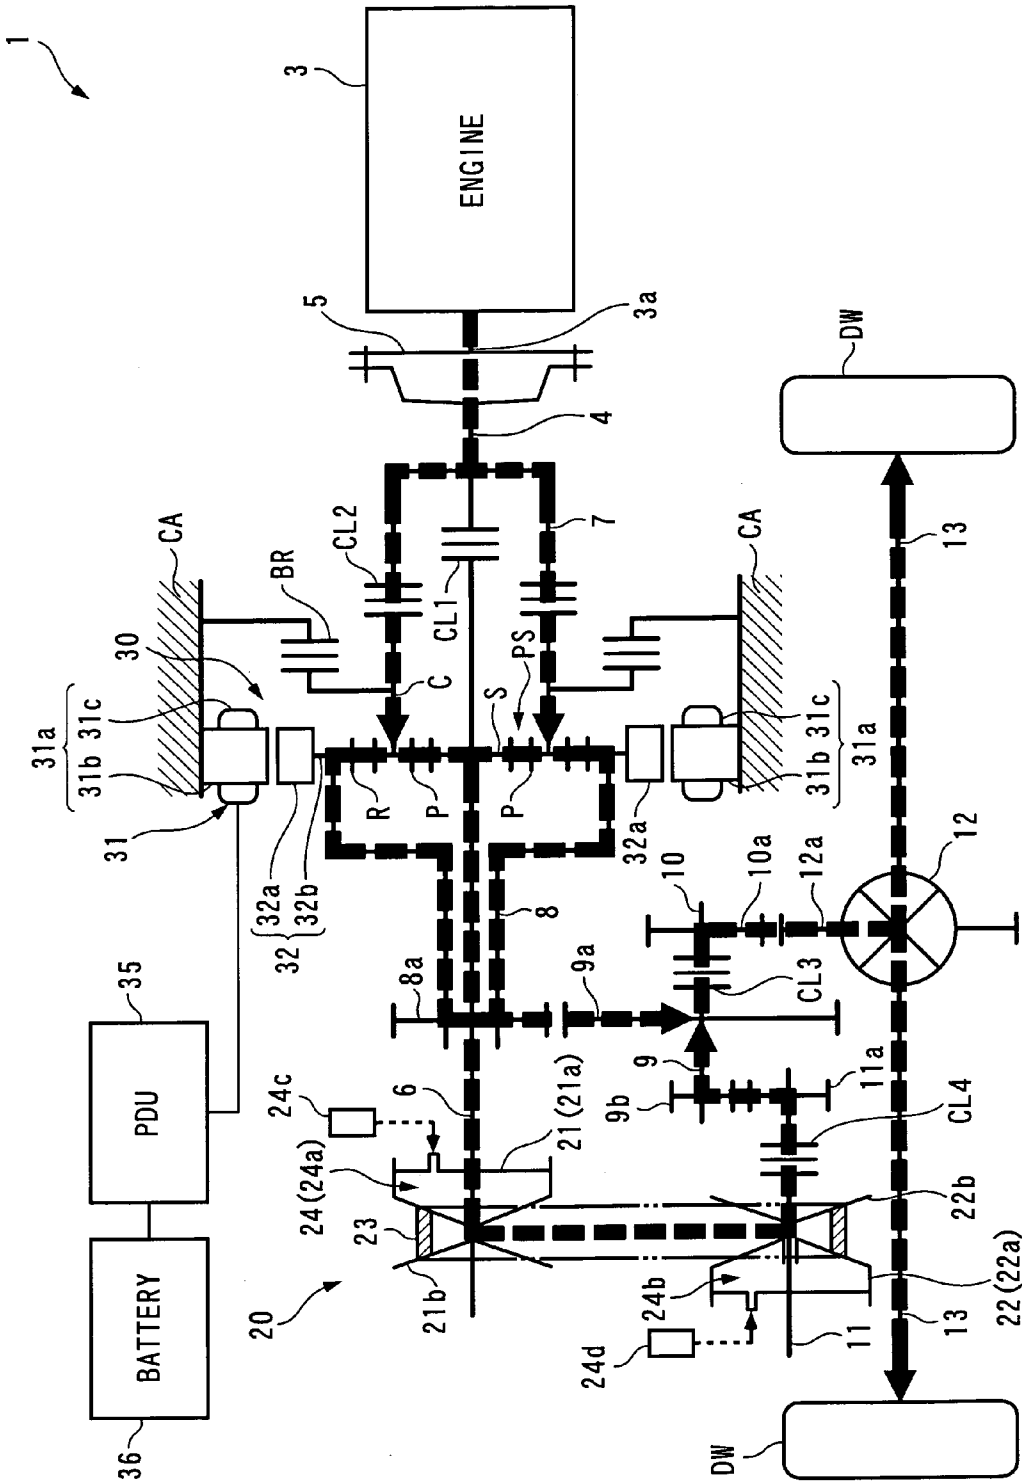 1
3
ENGINE
5
3a
4
7
CL2
CL1
CA
BR
30
C
PS
S
CA
DW
13
31a
31b 31c
31
R
P
P
32a
31b 31c
31a
32a
32b
32
8
8a
9a
10
10a
12a
12
CL3
35
PDU
24c
6
21(21a)
9
9b
11a
CL4
24(24a)
23
21b
20
24b
24d
11
22b
22(22a)
13
BATTERY
36
DW